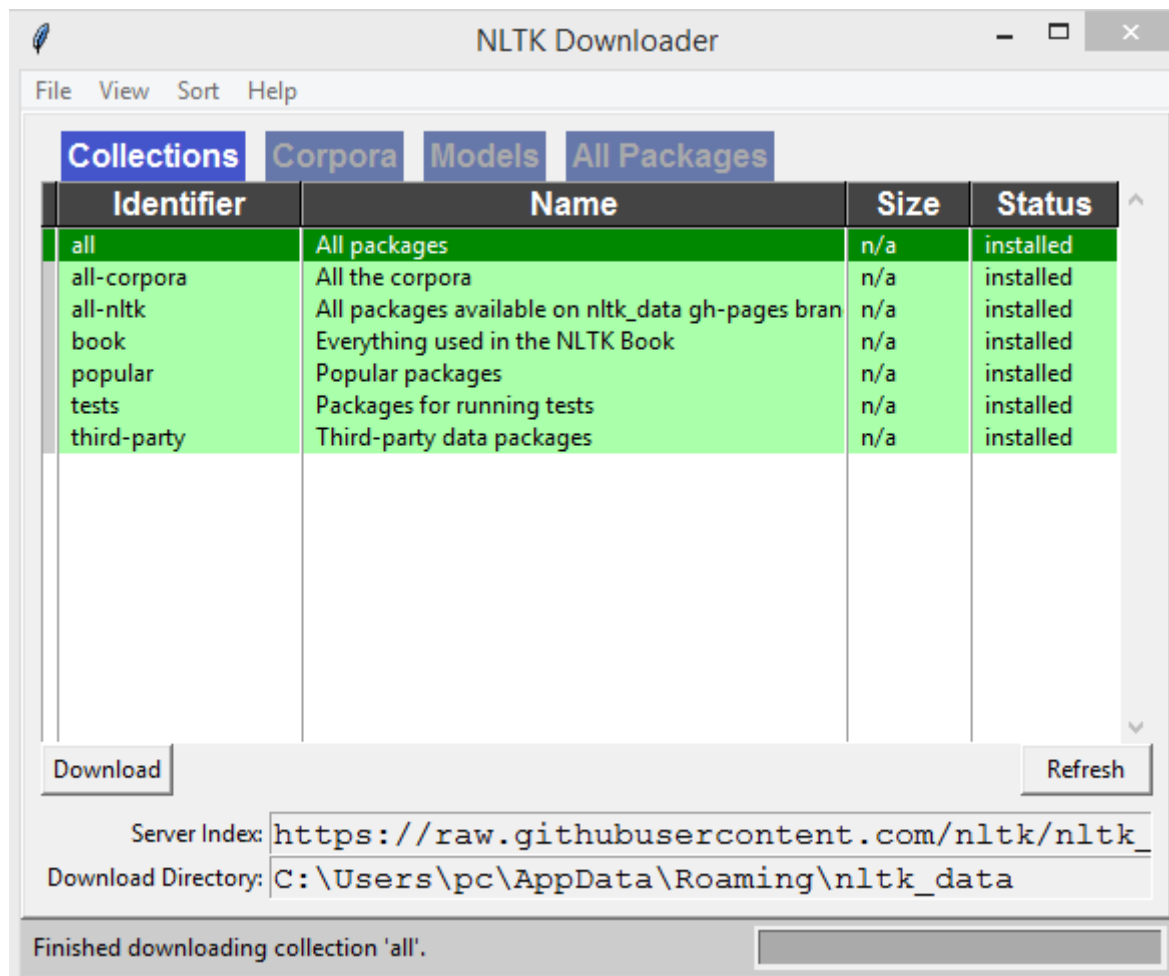 NLTK Downloader
File View Sort Help
Collections Corpora Models All Packages
Identifier Name Size Status
all All packages n/a installed
all-corpora All the corpora n/a installed
all-nltk All packages available on nltk_data gh-pages bran n/a installed
book Everything used in the NLTK Book n/a installed
popular Popular packages n/a installed
tests Packages for running tests n/a installed
third-party Third-party data packages n/a installed
Download Refresh
Server Index: https://raw.githubusercontent.com/nltk/nltk_
Download Directory: C:\Users\pc\AppData\Roaming\nltk_data
Finished downloading collection 'all'.